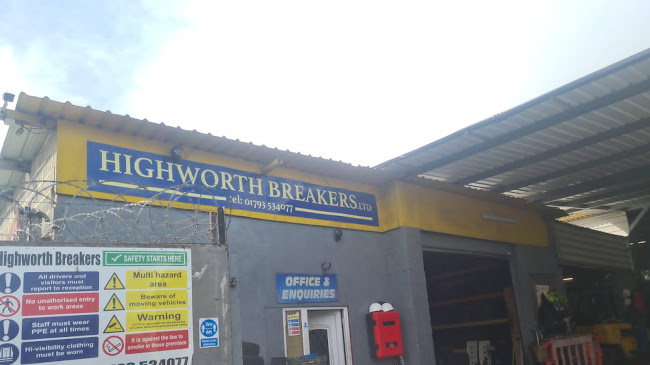 HIGHWORTH BREAKERS LTD
tel: 01793 534077
OFFICE &
ENQUIRIES
Highworth Breakers
SAFETY STARTS HERE
All drivers and
visitors must
report to reception
Multi hazard
area
No unauthorised entry to
work areas
Beware of
moving vehicles
Staff must wear
PPE at all times
Warning
Hi-visibility clothing
must be worn
It is against the law to
smoke in these premises
534077